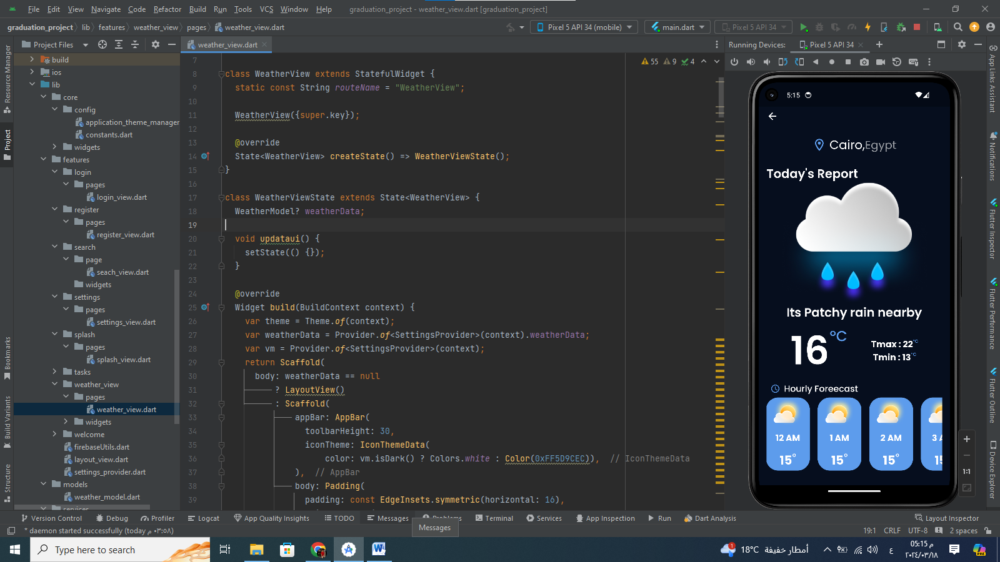 File Edit View Navigate Code Refactor Build Run Tools VCS Window Help graduation_project - weather_view.dart [graduation_project]
graduation_project lib features weather_view pages weather_view.dart Pixel 5 API 34 (mobile) main.dart Pixel 5 API 34
Project Files weather_view.dart Running Devices: Pixel 5 API 34
Resource Manager
Project
Bookmarks
Build Variants
Structure
build
ios
lib
core
config
application_theme_manager
constants.dart
widgets
features
login
pages
login_view.dart
register
pages
register_view.dart
search
page
seach_view.dart
widgets
settings
pages
settings_view.dart
splash
pages
splash_view.dart
tasks
weather_view
pages
weather_view.dart
widgets
welcome
firebaseUtils.dart
layout_view.dart
settings_provider.dart
models
weather_model.dart
services
55 9 4
7
8 class WeatherView extends StatefulWidget {
9 static const String routeName = "WeatherView";
10
11 WeatherView({super.key});
12
13 @override
14 State<WeatherView> createState() => WeatherViewState();
15 }
16
17 class WeatherViewState extends State<WeatherView> {
18 WeatherModel? weatherData;
19
20 void updataui() {
21 setState(() {});
22 }
23
24 @override
25 Widget build(BuildContext context) {
26 var theme = Theme.of(context);
27 var weatherData = Provider.of<SettingsProvider>(context).weatherData;
28 var vm = Provider.of<SettingsProvider>(context);
29 return Scaffold(
30 body: weatherData == null
31 ? LayoutView()
32 : Scaffold(
33 appBar: AppBar(
34 toolbarHeight: 30,
35 iconTheme: IconThemeData(
36 color: vm.isDark() ? Colors.white : Color(0xFF5D9CEC)), // IconThemeData
37 ), // AppBar
38 body: Padding(
39 padding: const EdgeInsets.symmetric(horizontal: 16),
5:15
Cairo,Egypt
Today's Report
Its Patchy rain nearby
16 °C
Tmax : 22°C
Tmin : 13°C
Hourly Foreecast
12 AM 1 AM 2 AM 3 A
15° 15° 15° 15
1:1
App Links Assistant
Notifications
Flutter Inspector
Flutter Performance
Flutter Outline
Device Explorer
Version Control Debug Profiler Logcat App Quality Insights TODO Messages Problems Terminal Services App Inspection Run Dart Analysis Layout Inspector
Messages
* daemon started successfully (today ٠٣:٥٨ م) 19:1 CRLF UTF-8 2 spaces
Type here to search
1
18°C أمطار خفيفة
ع
05:15 م
٢٠٢٤/٠٣/١٨
PRE